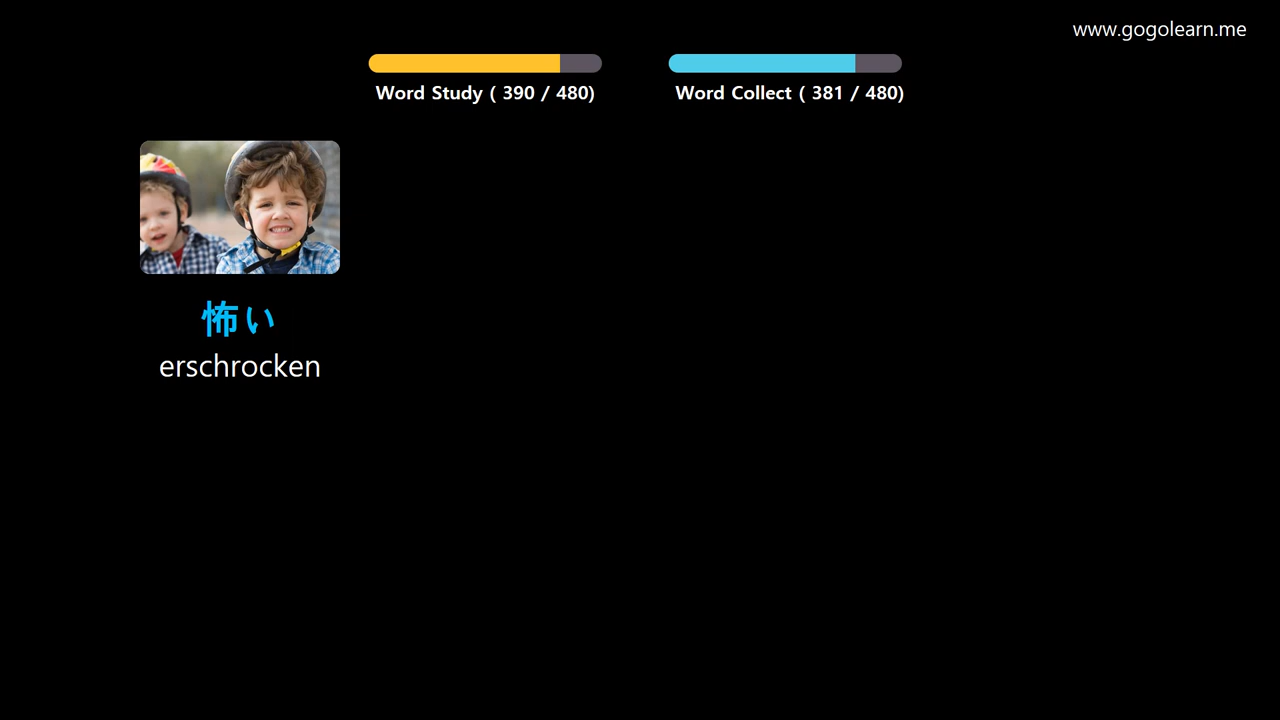 www.gogolearn.me
Word Study ( 390 / 480)
Word Collect ( 381 / 480)
怖い
erschrocken